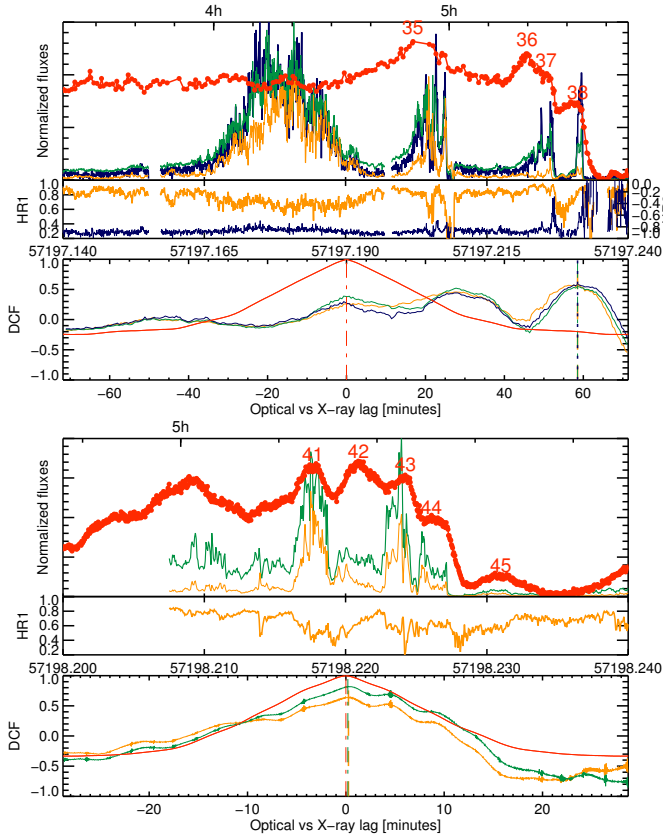 4h 5h
35
36
37
38
Normalized fluxes
1.0 0.8 0.6 0.4 0.2
HR1
0.0 -0.2 -0.4 -0.6 -0.8 -1.0
57197.140 57197.165 57197.190 57197.215 57197.240
1.0
0.5
0.0
−0.5
−1.0
DCF
−60 −40 −20 0 20 40 60
Optical vs X-ray lag [minutes]
5h
41 42 43
44
45
Normalized fluxes
1.0 0.8 0.6 0.4 0.2
HR1
57198.200 57198.210 57198.220 57198.230 57198.240
1.0
0.5
0.0
−0.5
−1.0
DCF
−20 −10 0 10 20
Optical vs X-ray lag [minutes]